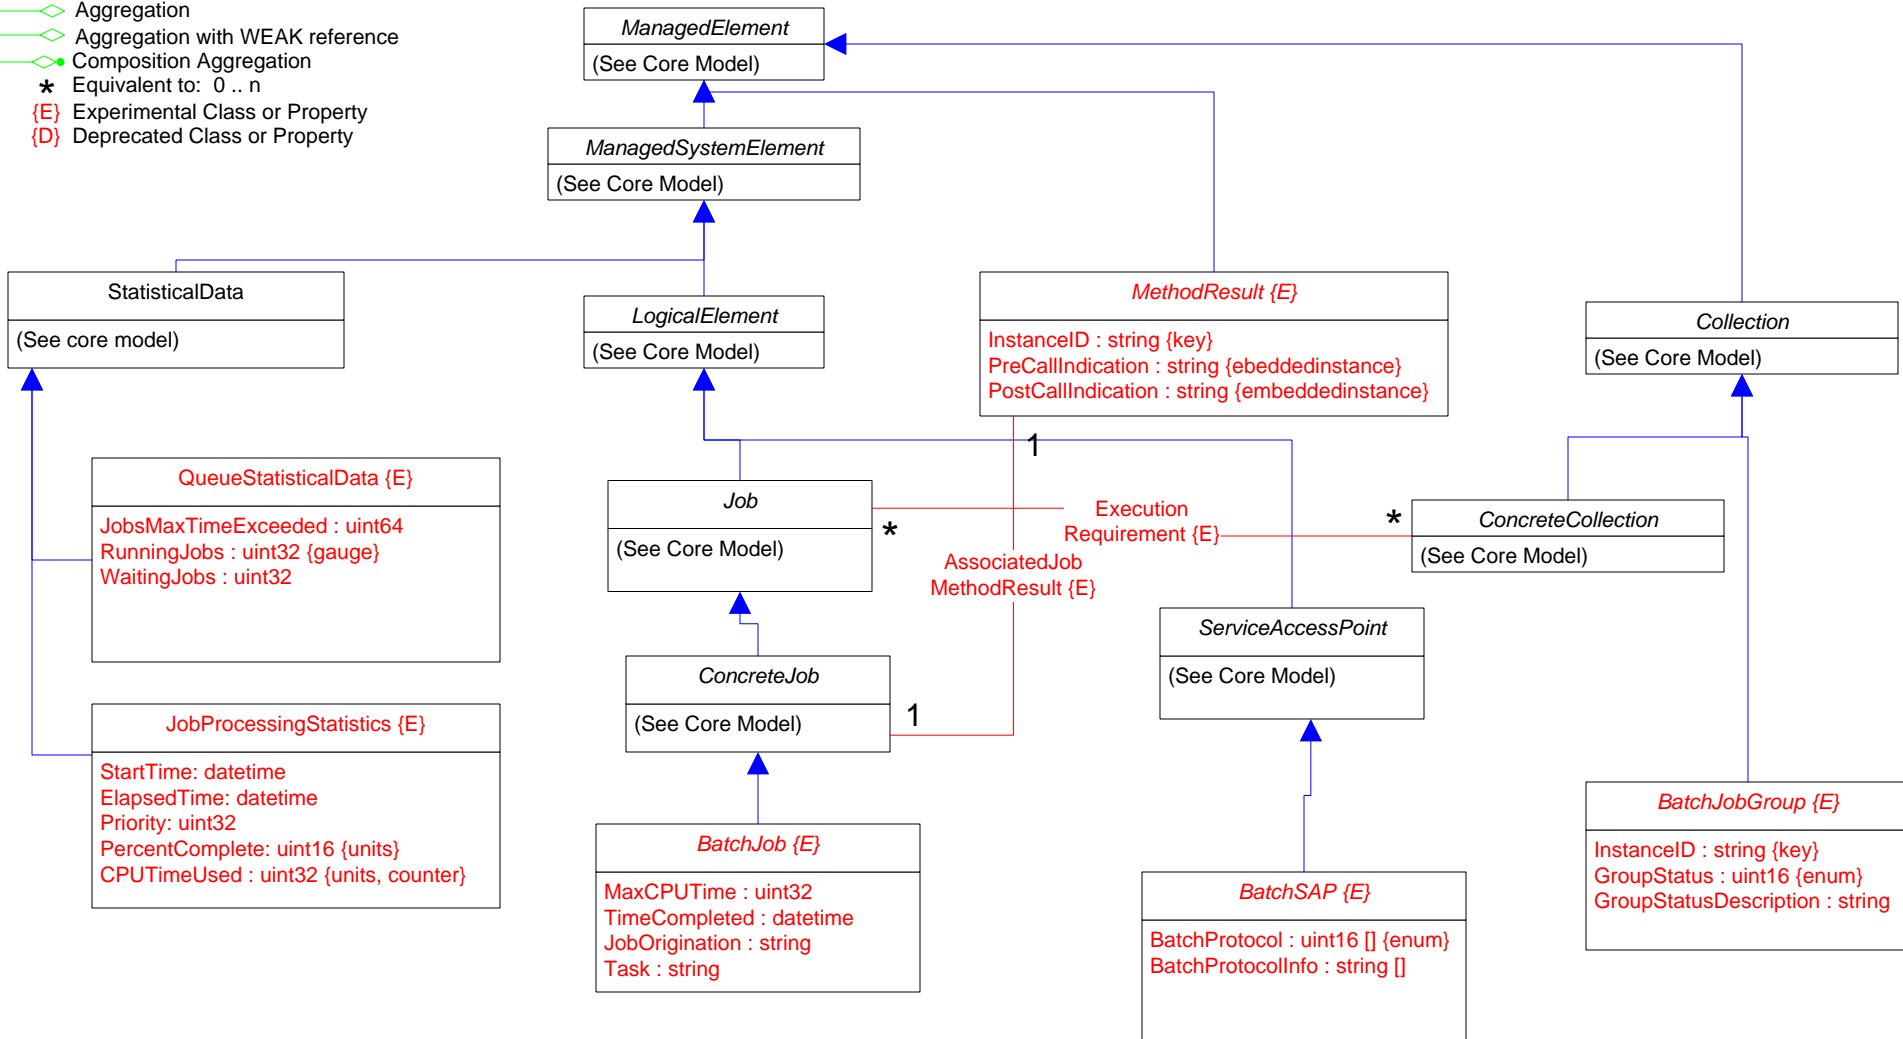 Aggregation
Aggregation with WEAK reference
Composition Aggregation
* Equivalent to: 0 .. n
{E} Experimental Class or Property
{D} Deprecated Class or Property
ManagedElement
(See Core Model)
ManagedSystemElement
(See Core Model)
StatisticalData
(See core model)
LogicalElement
(See Core Model)
MethodResult {E}
InstanceID : string {key}
PreCallIndication : string {ebeddedinstance}
PostCallIndication : string {embeddedinstance}
Collection
(See Core Model)
1
QueueStatisticalData {E}
JobsMaxTimeExceeded : uint64
RunningJobs : uint32 {gauge}
WaitingJobs : uint32
Job
(See Core Model)
*
Execution
Requirement {E}
*
ConcreteCollection
(See Core Model)
AssociatedJob
MethodResult {E}
ServiceAccessPoint
(See Core Model)
ConcreteJob
(See Core Model)
1
JobProcessingStatistics {E}
StartTime: datetime
ElapsedTime: datetime
Priority: uint32
PercentComplete: uint16 {units}
CPUTimeUsed : uint32 {units, counter}
BatchJob {E}
MaxCPUTime : uint32
TimeCompleted : datetime
JobOrigination : string
Task : string
BatchSAP {E}
BatchProtocol : uint16 [] {enum}
BatchProtocolInfo : string []
BatchJobGroup {E}
InstanceID : string {key}
GroupStatus : uint16 {enum}
GroupStatusDescription : string